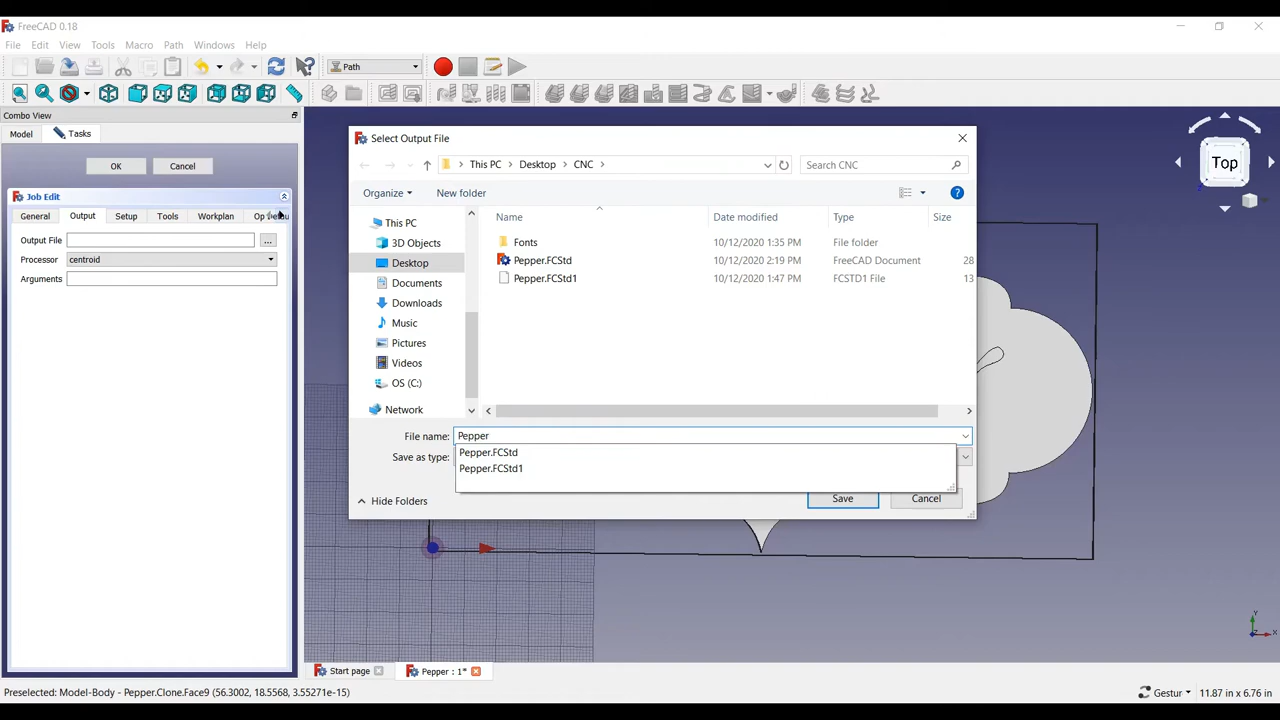 FreeCAD 0.18
File Edit View Tools Macro Path Windows Help
Path
Combo View
Model Tasks
OK Cancel
Job Edit
General Output Setup Tools Workplan
Output File ...
Processor centroid
Arguments
Select Output File
This PC > Desktop > CNC >
Search CNC
Organize New folder
Name Date modified Type Size
This PC
3D Objects
Desktop
Documents
Downloads
Music
Pictures
Videos
OS (C:)
Network
Fonts 10/12/2020 1:35 PM File folder
Pepper.FCStd 10/12/2020 2:19 PM FreeCAD Document 28
Pepper.FCStd1 10/12/2020 1:47 PM FCSTD1 File 13
File name: Pepper
Pepper.FCStd
Save as type:
Pepper.FCStd1
Hide Folders Save Cancel
Top
Y
Z X
Start page Pepper : 1*
Preselected: Model-Body - Pepper.Clone.Face9 (56.3002, 18.5568, 3.55271e-15)
Gestur 11.87 in x 6.76 in